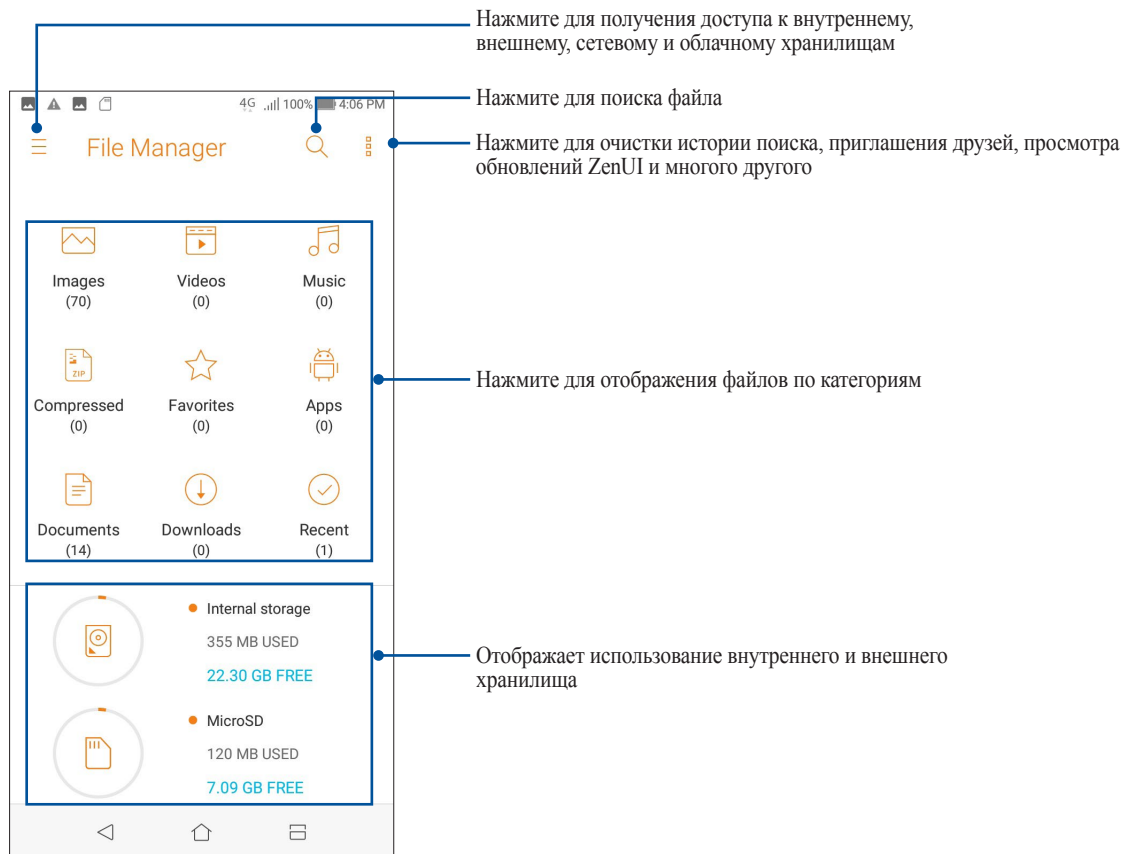 Нажмите для получения доступа к внутреннему,
внешнему, сетевому и облачному хранилищам
4G 100% 4:06 PM
Нажмите для поиска файла
File Manager
Нажмите для очистки истории поиска, приглашения друзей, просмотра
обновлений ZenUI и многого другого
Images Videos Music
(70) (0) (0)
ZIP
Compressed Favorites Apps
(0) (0) (0)
Нажмите для отображения файлов по категориям
Documents Downloads Recent
(14) (0) (1)
Internal storage
355 MB USED
22.30 GB FREE
Отображает использование внутреннего и внешнего
хранилища
MicroSD
120 MB USED
7.09 GB FREE